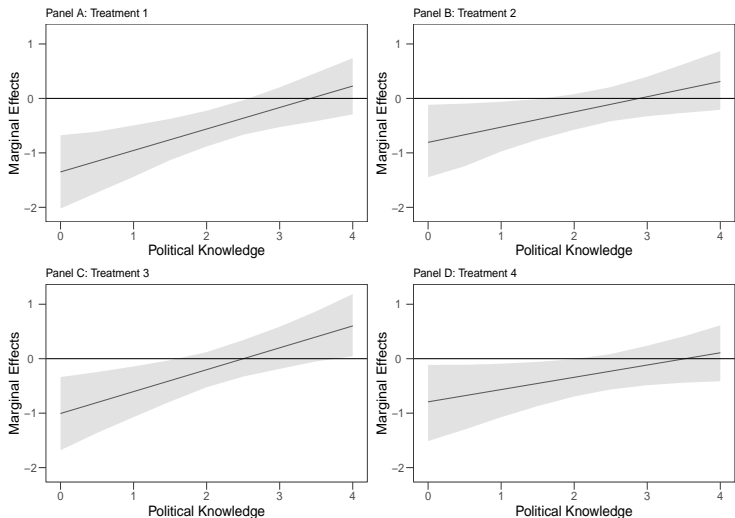 Panel A: Treatment 1
Marginal Effects
1
0
−1
−2
0 1 2 3 4
Political Knowledge
Panel B: Treatment 2
Marginal Effects
1
0
−1
−2
0 1 2 3 4
Political Knowledge
Panel C: Treatment 3
Marginal Effects
1
0
−1
−2
0 1 2 3 4
Political Knowledge
Panel D: Treatment 4
Marginal Effects
1
0
−1
−2
0 1 2 3 4
Political Knowledge